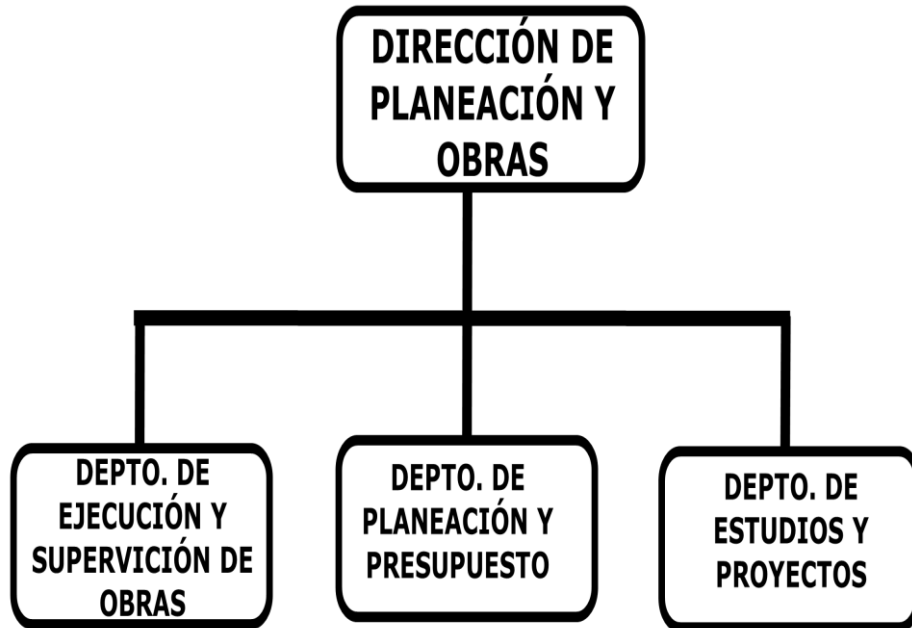 DIRECCIÓN DE
PLANEACIÓN Y
OBRAS
DEPTO. DE
EJECUCIÓN Y
SUPERVICIÓN DE
OBRAS
DEPTO. DE
PLANEACIÓN Y
PRESUPUESTO
DEPTO. DE
ESTUDIOS Y
PROYECTOS